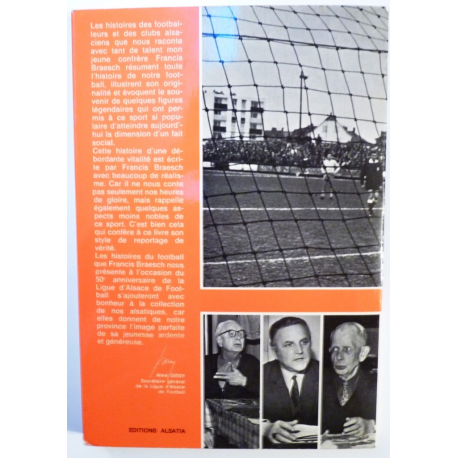 Les histoires des footbal-
leurs et des clubs alsa-
ciens que nous raconte
avec tant de talent mon
jeune confrère Francis
Braesch résument toute
l'histoire de notre foot-
ball, illustrent son origi-
nalité et évoquent le sou-
venir de quelques figures
légendaires qui ont per-
mis à ce sport si popu-
laire d'atteindre aujourd'-
hui la dimension d'un fait
social.
Cette histoire d'une dé-
bordante vitalité est écri-
te par Francis Braesch
avec beaucoup de réalis-
me. Car il ne nous conte
pas seulement nos heures
de gloire, mais rappelle
également quelques as-
pects moins nobles de
ce sport. C'est bien cela
qui confère à ce livre son
style de reportage de
vérité.
Les histoires du football
que Francis Braesch nous
présente à l'occasion du
50e anniversaire de la
Ligue d'Alsace de Foot-
ball s'ajouteront avec
bonheur à la collection
de nos alsatiques, car
elles donnent de notre
province l'image parfaite
de sa jeunesse ardente
et généreuse.
Secrétaire général
de la Ligue d'Alsace
de Football
EDITIONS ALSATIA